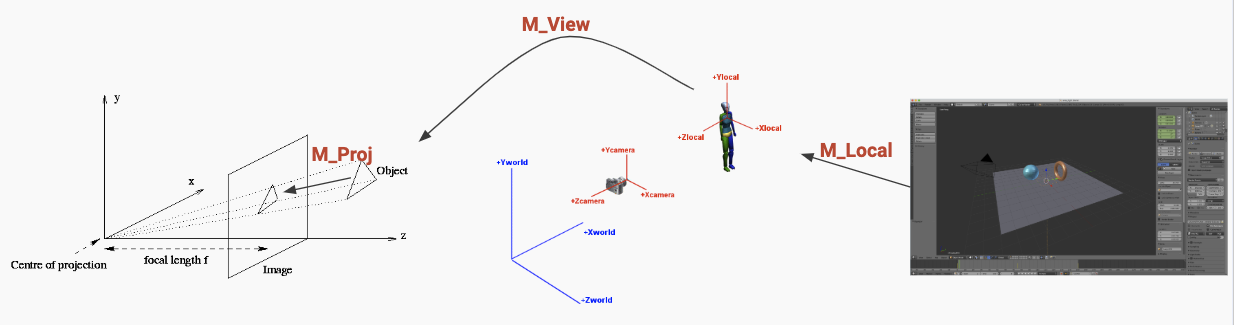 M_View
y
+Ylocal
+Zlocal
+Xlocal
M_Local
M_Proj
Object
x
+Yworld
+Ycamera
+Zcamera
+Xcamera
+Xworld
z
Centre of projection
focal length f
Image
+Zworld